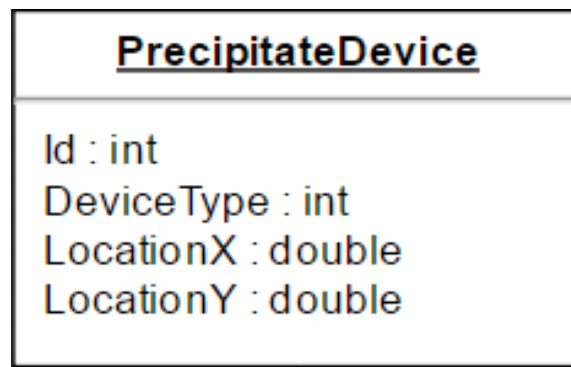 PrecipitateDevice
Id : int
DeviceType : int
LocationX : double
LocationY : double